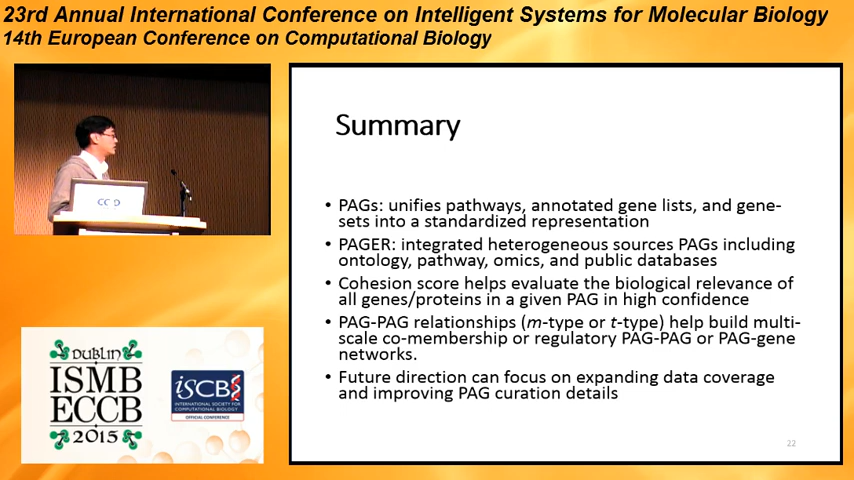 23rd Annual International Conference on Intelligent Systems for Molecular Biology
14th European Conference on Computational Biology
Summary
• PAGs: unifies pathways, annotated gene lists, and gene-
sets into a standardized representation
• PAGER: integrated heterogeneous sources PAGs including
ontology, pathway, omics, and public databases
• Cohesion score helps evaluate the biological relevance of
all genes/proteins in a given PAG in high confidence
• PAG-PAG relationships (m-type or t-type) help build multi-
scale co-membership or regulatory PAG-PAG or PAG-gene
networks.
• Future direction can focus on expanding data coverage
and improving PAG curation details
22
DUBLIN
ISMB
ECCB
2015
ISCB
INTERNATIONAL SOCIETY FOR
COMPUTATIONAL BIOLOGY
OFFICIAL CONFERENCE